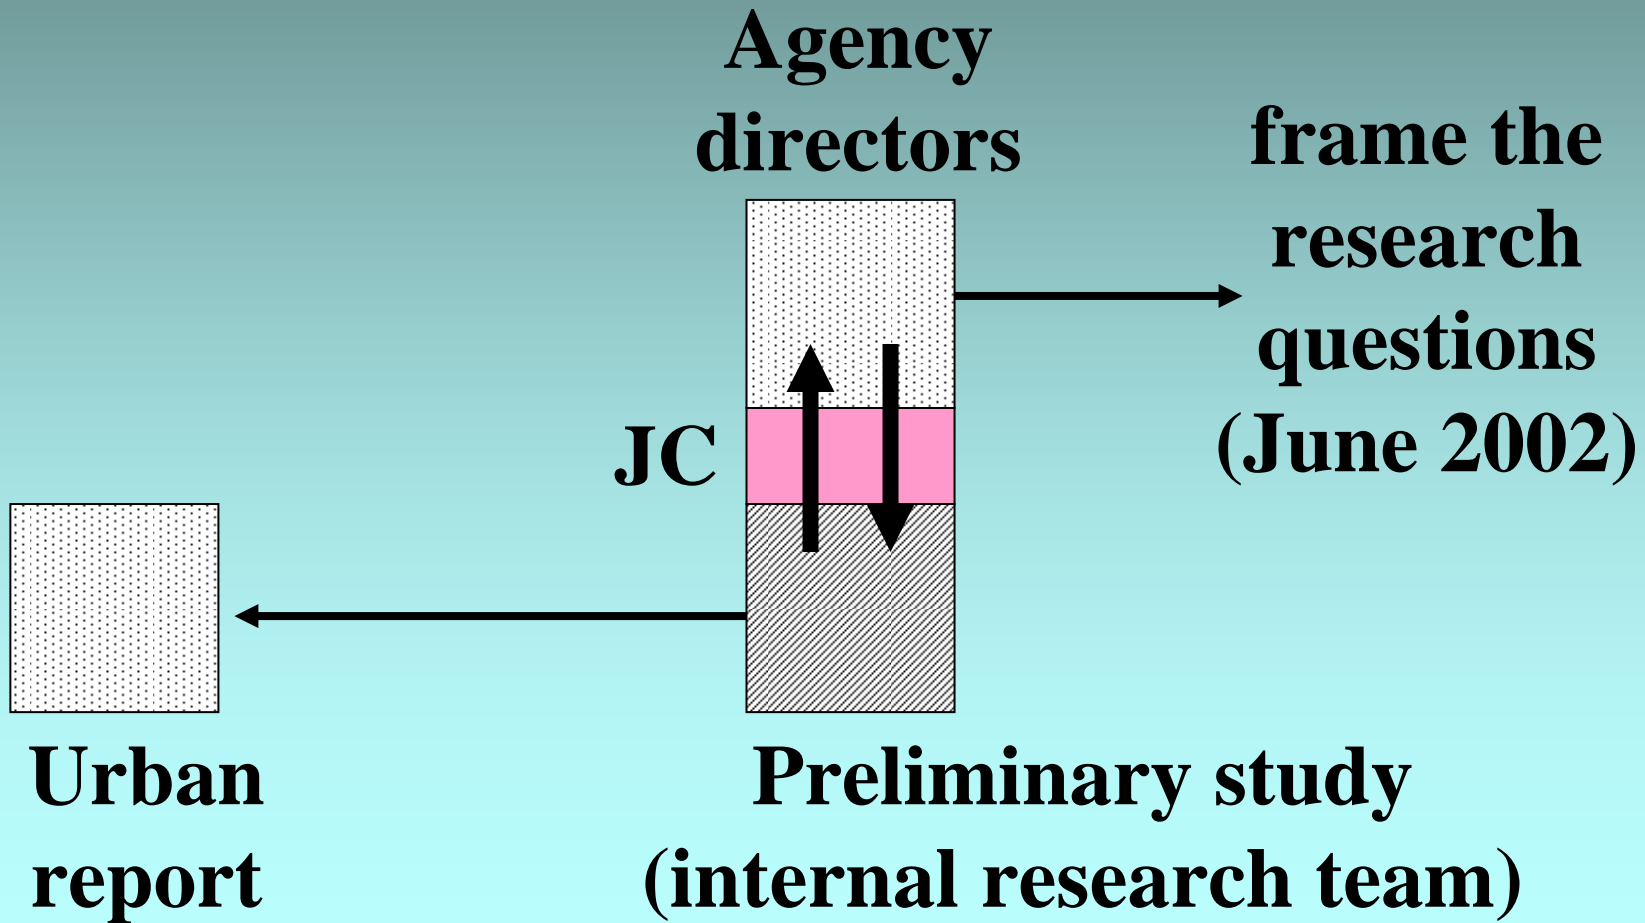 Agency
directors
frame the
research
questions
(June 2002)
JC
Urban
report
Preliminary study
(internal research team)